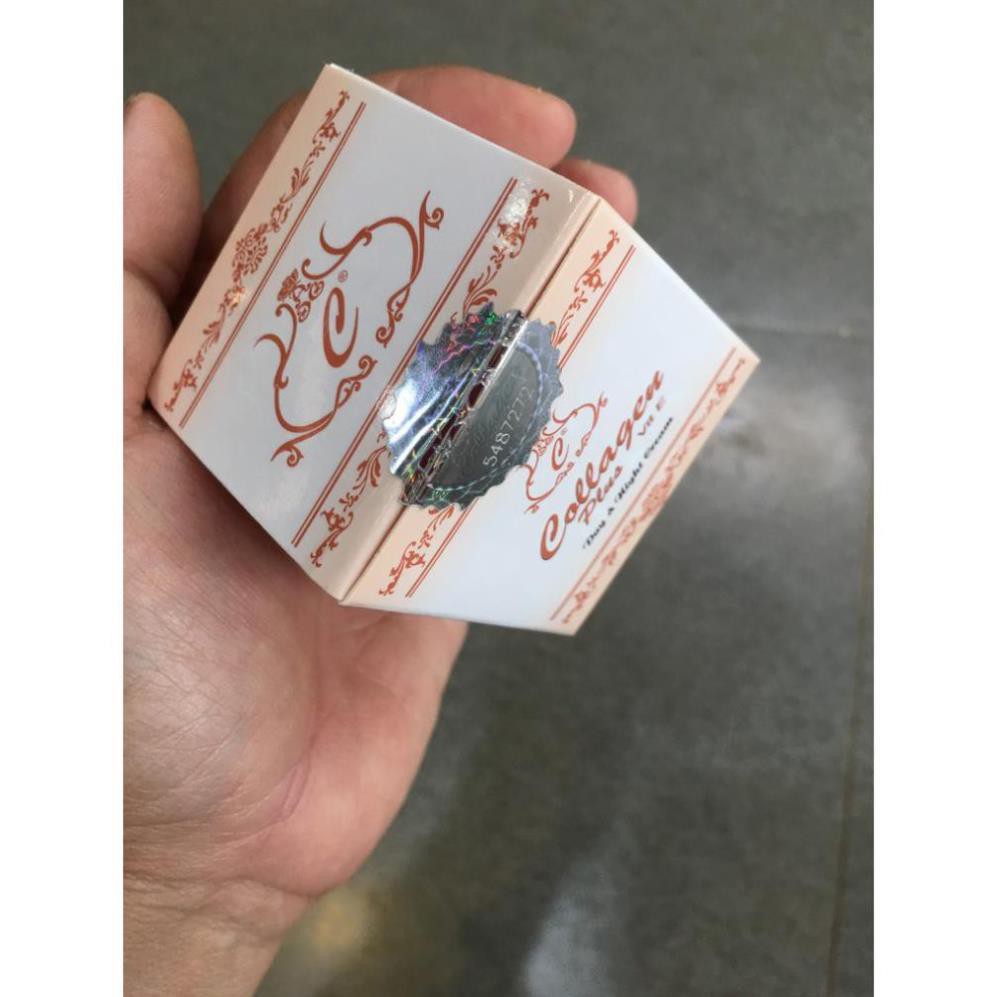 C®
5487272
C®
Collagen
Plus Vit E
Day & Night Cream